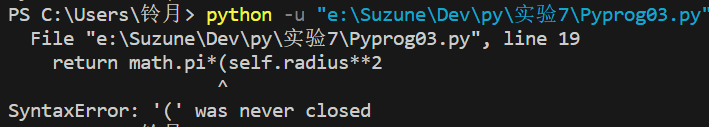 PS C:\Users\铃月> python -u "e:\Suzune\Dev\py\实验7\Pyprog03.py"
  File "e:\Suzune\Dev\py\实验7\Pyprog03.py", line 19
    return math.pi*(self.radius**2
                   ^
SyntaxError: '(' was never closed